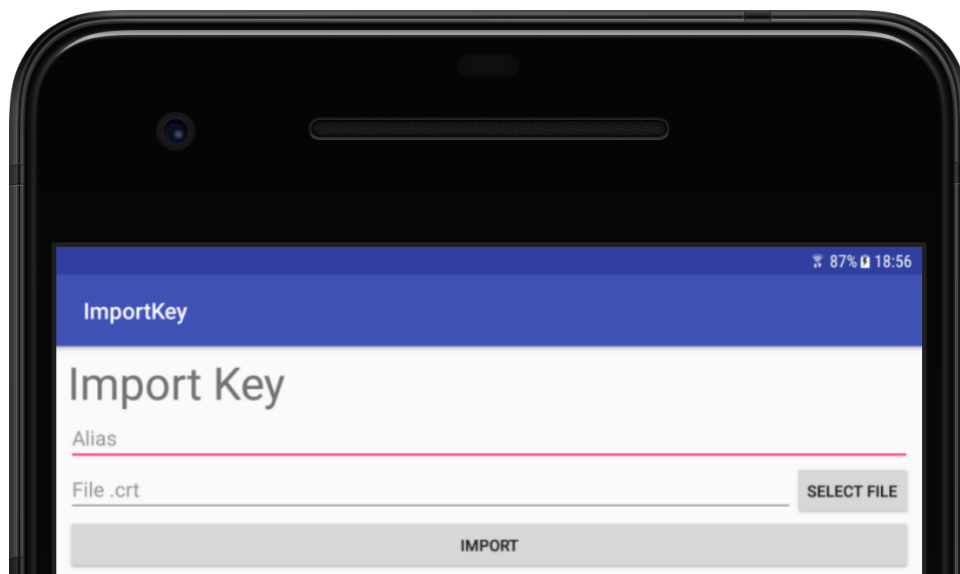 87% 18:56
ImportKey
Import Key
Alias
File .crt
SELECT FILE
IMPORT